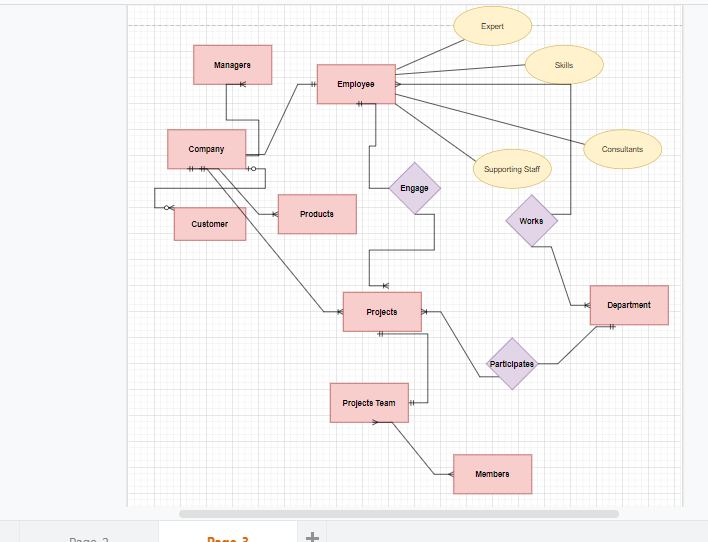 Expert
Managers
Skills
Employee
Company
Consultants
Supporting Staff
Engage
Products
Customer
Works
Projects
Department
Participates
Projects Team
Members
Page-2
Page-3